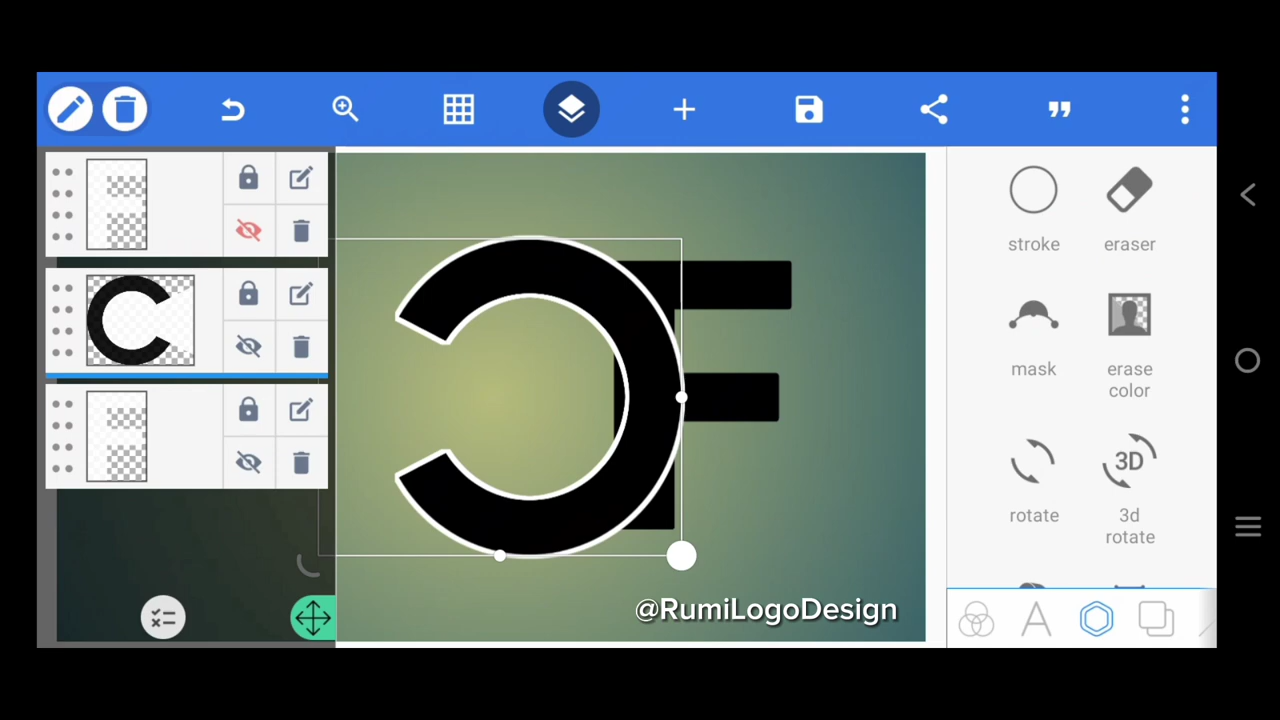 stroke
eraser
mask
erase
color
3D
rotate
3d
rotate
A
C
F
@RumiLogoDesign